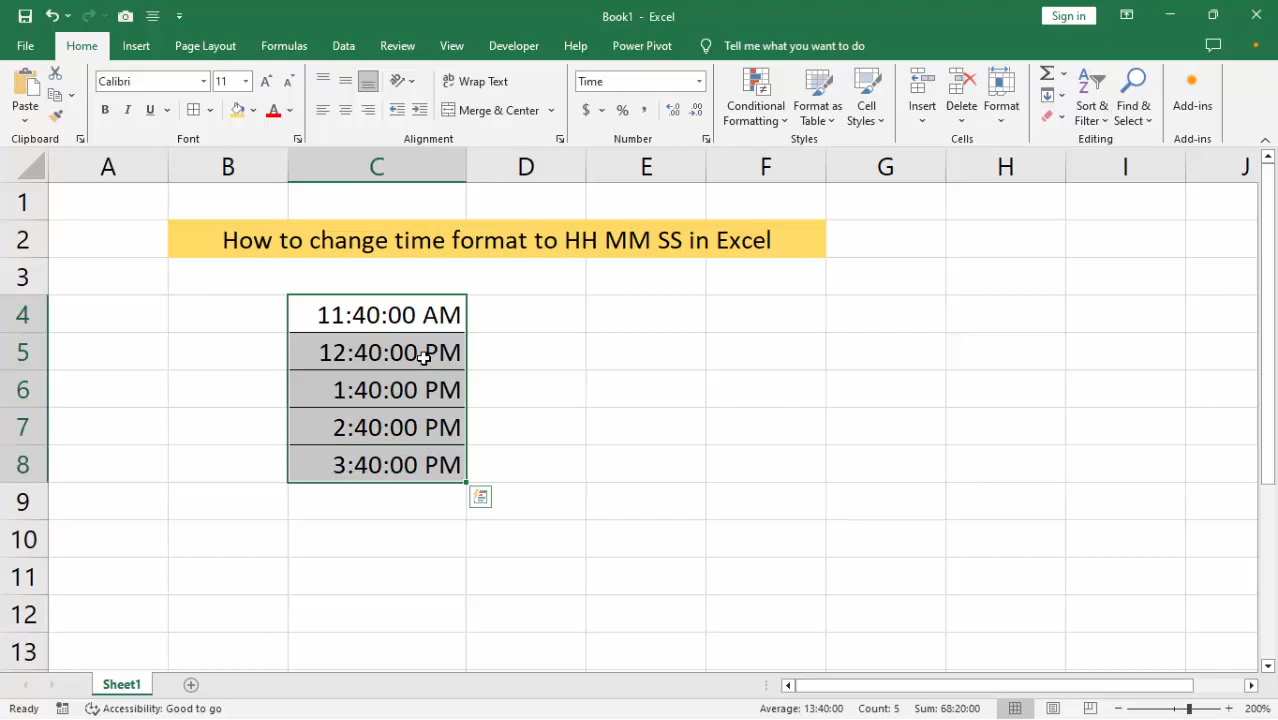 Book1 - Excel
Sign in
File Home Insert Page Layout Formulas Data Review View Developer Help Power Pivot Tell me what you want to do
Paste
Calibri 11
B I U A
Wrap Text
Merge & Center
Time
$ % ,
Conditional Formatting
Format as Table
Cell Styles
Insert
Delete
Format
Sort & Filter
Find & Select
Add-ins
Clipboard Font Alignment Number Styles Cells Editing Add-ins
A B C D E F G H I J
1
2 How to change time format to HH MM SS in Excel
3
4 11:40:00 AM
5 12:40:00 PM
6 1:40:00 PM
7 2:40:00 PM
8 3:40:00 PM
9
10
11
12
13
Sheet1
Ready Accessibility: Good to go Average: 13:40:00 Count: 5 Sum: 68:20:00 200%